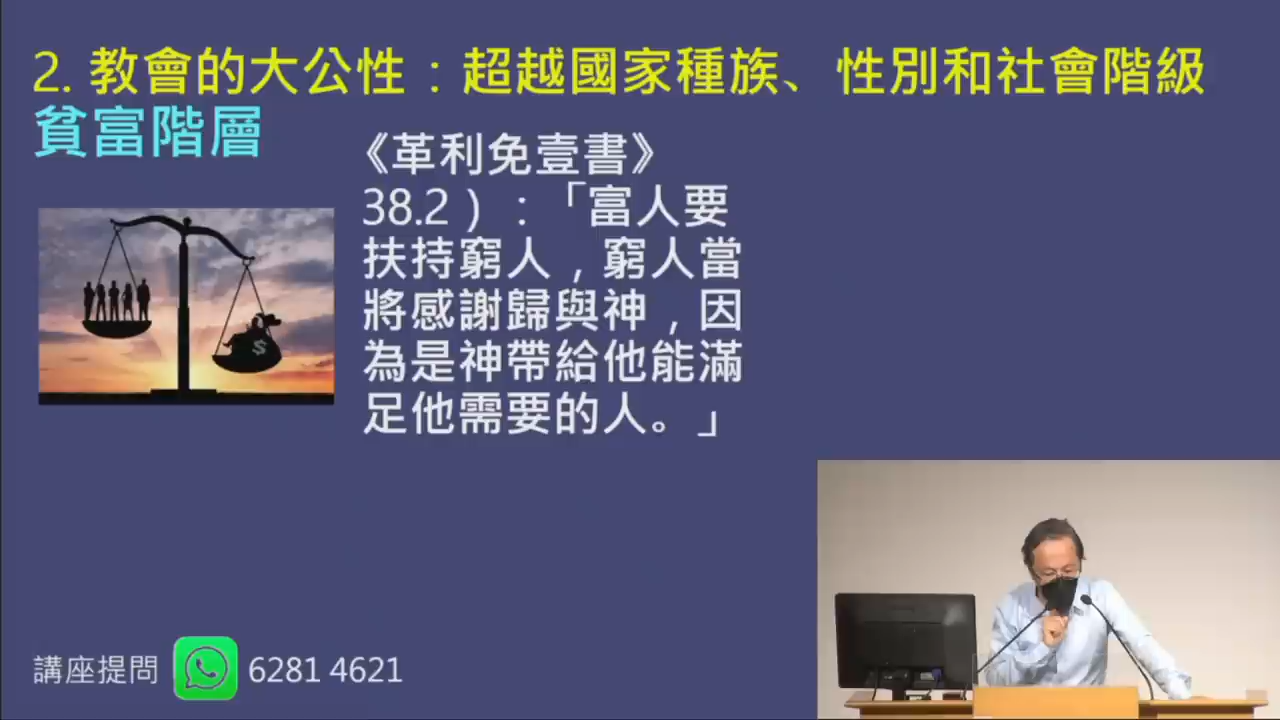 2. 教會的大公性：超越國家種族、性別和社會階級
貧富階層
《革利免壹書》
38.2）：「富人要
扶持窮人，窮人當
將感謝歸與神，因
為是神帶給他能滿
足他需要的人。」
$
講座提問 6281 4621